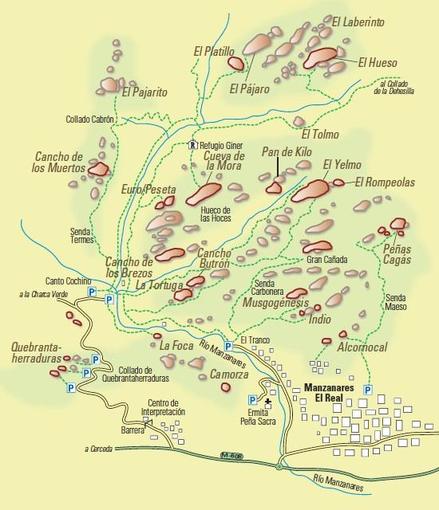 El Laberinto
El Platillo
El Hueso
El Pájaro
al Collado
de la Dehesilla
El Pajarito
Collado Cabrón
El Tolmo
R
Refugio Giner
Cancho de
los Muertos
Cueva de
la Mora
Pan de Kilo
El Yelmo
El Rompeolas
Euro/Peseta
Hueco de
las Hoces
Senda
Termes
Peñas
Cagás
Cancho de
los Brezos
Cancho
Butrón
Gran Cañada
Canto Cochino
La Tortuga
Senda
Carbonera
Musgogénesis
Senda
Maeso
a la Charca Verde
P
P
Indio
Quebranta-
herraduras
La Foca
Río Manzanares
El Tranco
P
Alcornocal
P
P
P
Collado de
Quebrantaherraduras
Camorza
P
P
Manzanares
El Real
Centro de
Interpretación
Barrera
Ermita
Peña Sacra
a Cerceda
M-608
Río Manzanares